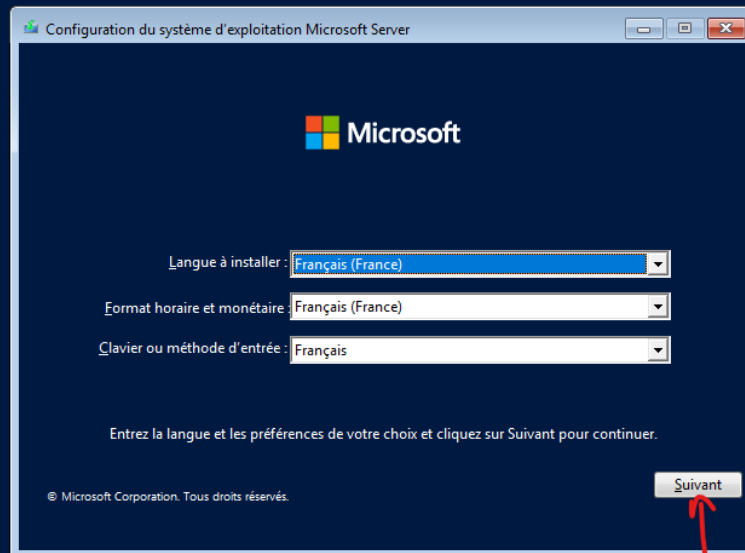 Configuration du système d'exploitation Microsoft Server
Microsoft
Langue à installer : Français (France)
Format horaire et monétaire : Français (France)
Clavier ou méthode d'entrée : Français
Entrez la langue et les préférences de votre choix et cliquez sur Suivant pour continuer.
Suivant
© Microsoft Corporation. Tous droits réservés.